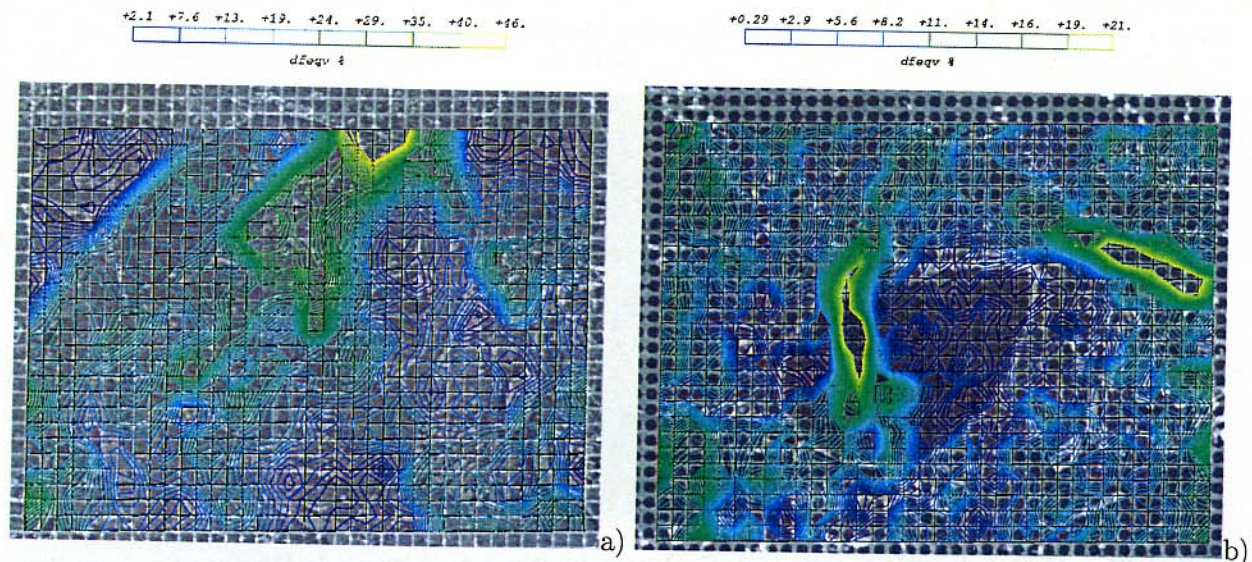 +2.1 +7.6 +13. +19. +24. +29. +35. +40. +46.
dfeqv %
+0.29 +2.9 +5.6 +8.2 +11. +14. +16. +19. +21.
dfeqv %
a)
b)